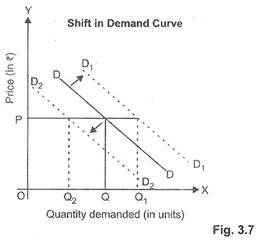 Y
Shift in Demand Curve
D₁
D
D₂
Price (in ₹)
P
D₁
D
D₂
O
Q₂
Q
Q₁
X
Quantity demanded (in units)
Fig. 3.7